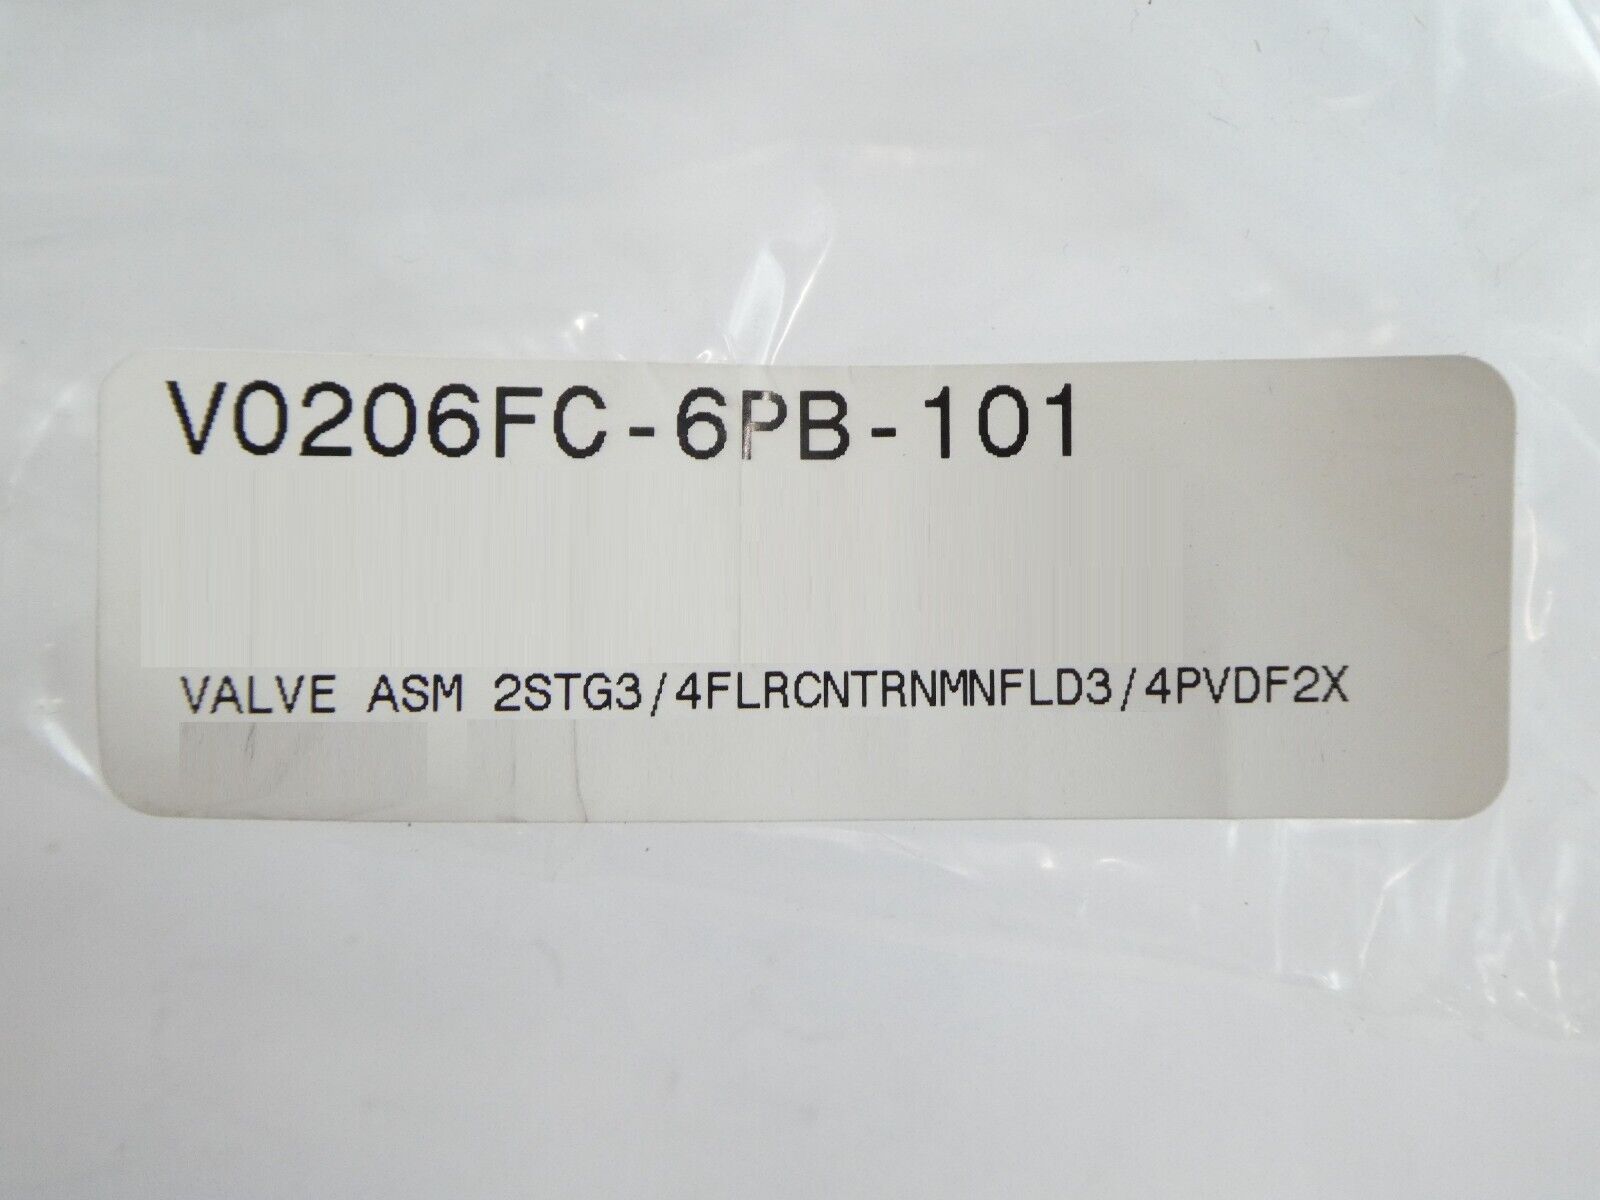 V0206FC-6PB-101
VALVE ASM 2STG3/4FLRCNTRNMNFLD3/4PVDF2X